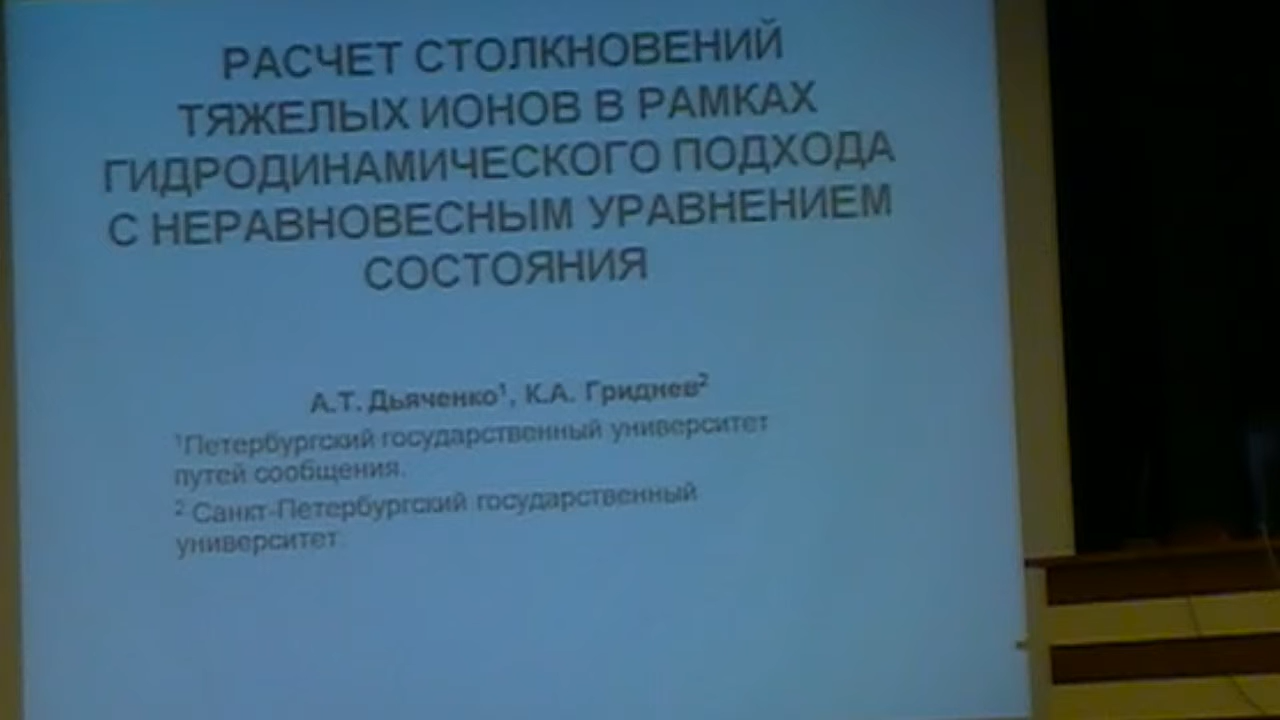 РАСЧЕТ СТОЛКНОВЕНИЙ
ТЯЖЕЛЫХ ИОНОВ В РАМКАХ
ГИДРОДИНАМИЧЕСКОГО ПОДХОДА
С НЕРАВНОВЕСНЫМ УРАВНЕНИЕМ
СОСТОЯНИЯ
А.Т. Дьяченко¹, К.А. Гриднев²
¹Петербургский государственный университет
путей сообщения.
² Санкт-Петербургский государственный
университет.